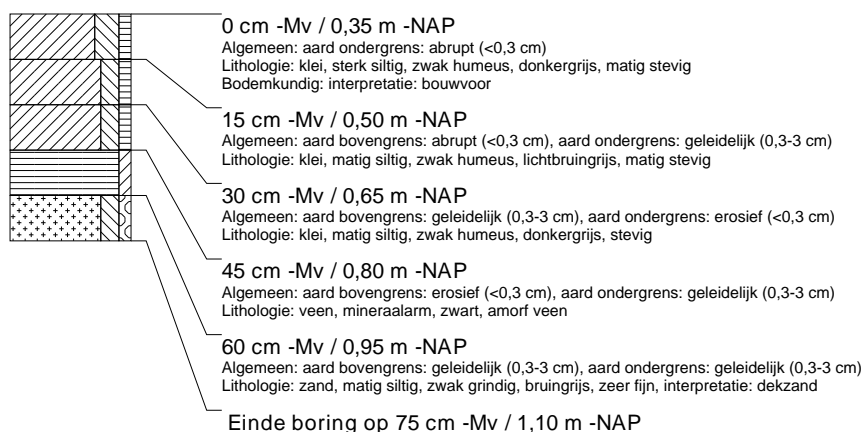 0 cm -Mv / 0,35 m -NAP
Algemeen: aard ondergrens: abrupt (<0,3 cm)
Lithologie: klei, sterk siltig, zwak humeus, donkergrijs, matig stevig
Bodemkundig: interpretatie: bouwvoor
15 cm -Mv / 0,50 m -NAP
Algemeen: aard bovengrens: abrupt (<0,3 cm), aard ondergrens: geleidelijk (0,3-3 cm)
Lithologie: klei, matig siltig, zwak humeus, lichtbruingrijs, matig stevig
30 cm -Mv / 0,65 m -NAP
Algemeen: aard bovengrens: geleidelijk (0,3-3 cm), aard ondergrens: erosief (<0,3 cm)
Lithologie: klei, matig siltig, zwak humeus, donkergrijs, stevig
45 cm -Mv / 0,80 m -NAP
Algemeen: aard bovengrens: erosief (<0,3 cm), aard ondergrens: geleidelijk (0,3-3 cm)
Lithologie: veen, mineraalarm, zwart, amorf veen
60 cm -Mv / 0,95 m -NAP
Algemeen: aard bovengrens: geleidelijk (0,3-3 cm), aard ondergrens: geleidelijk (0,3-3 cm)
Lithologie: zand, matig siltig, zwak grindig, bruingrijs, zeer fijn, interpretatie: dekzand
Einde boring op 75 cm -Mv / 1,10 m -NAP